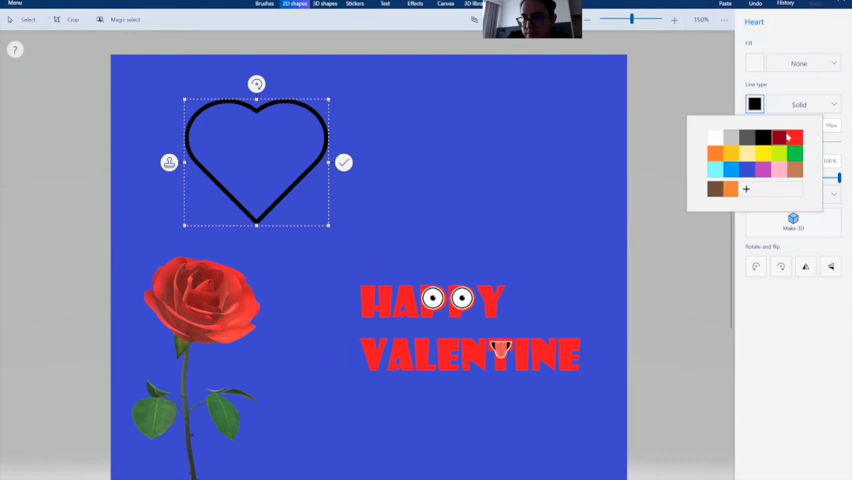 Menu
Brushes
2D shapes
3D shapes
Stickers
Text
Effects
Canvas
Paste
Undo
History
Select
Crop
Magic select
150%
Heart
?
Fill
None
Line type
Solid
100%
Make 3D
Rotate and flip
HAPPY
VALENTINE